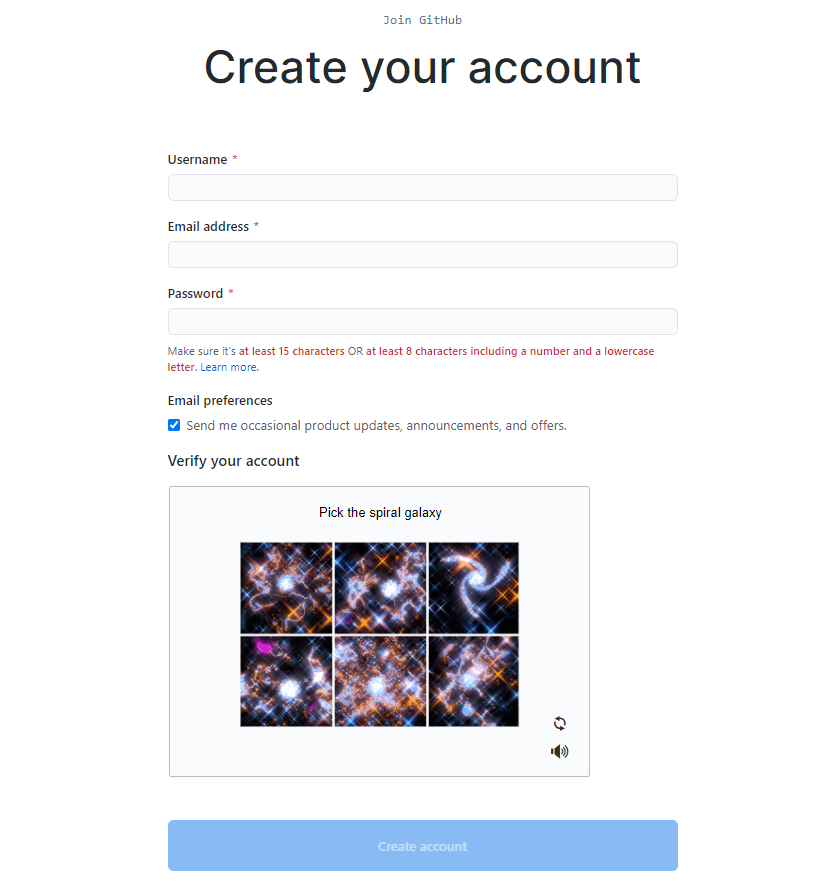 Join GitHub
Create your account
Username *
Email address *
Password *
Make sure it's at least 15 characters OR at least 8 characters including a number and a lowercase
letter. Learn more.
Email preferences
Send me occasional product updates, announcements, and offers.
Verify your account
Pick the spiral galaxy
Create account